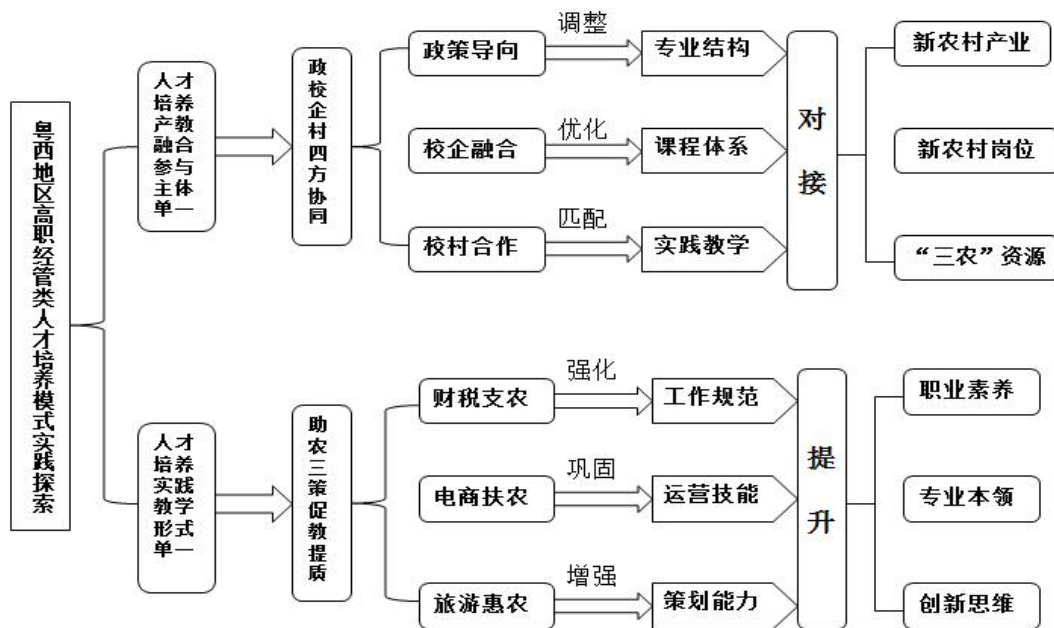 粤西地区高职经管类人才培养模式实践探索
人才
培养
产教
融合
参与
主体
单一
政校企村四方协同
政策导向
调整
专业结构
校企融合
优化
课程体系
校村合作
匹配
实践教学
对接
新农村产业
新农村岗位
“三农”资源
人才
培养
实践
教学
形式
单一
助农三策促教提质
财税支农
强化
工作规范
电商扶农
巩固
运营技能
旅游惠农
增强
策划能力
提升
职业素养
专业本领
创新思维